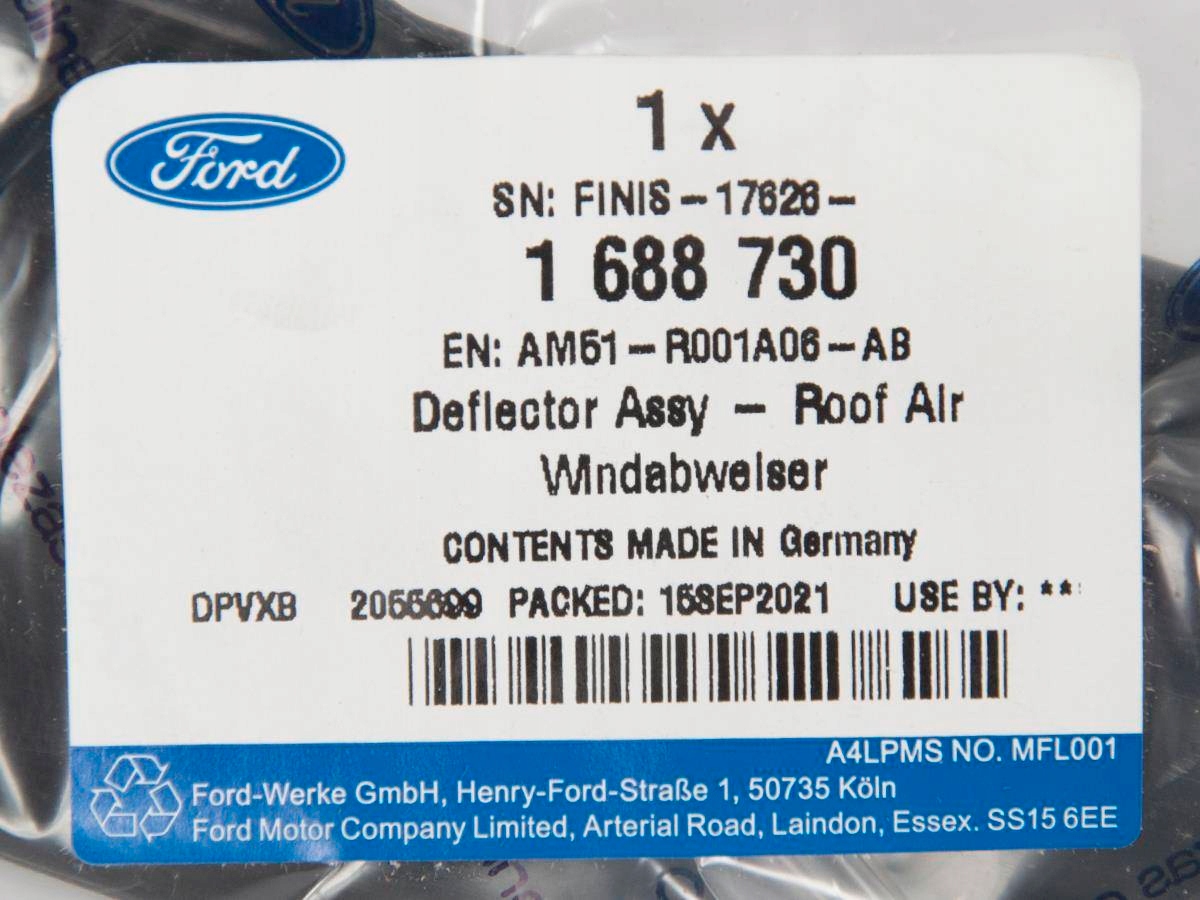 Ford
1 x
SN: FINIS - 17626 -
1 688 730
EN: AM51 - R001A06 - AB
Deflector Assy - Roof Air
Windabweiser
CONTENTS MADE IN Germany
DPVXB PACKED: 15SEP2021 USE BY: **
A4LPMS NO. MFL001
Ford-Werke GmbH, Henry-Ford-Straße 1, 50735 Köln
Ford Motor Company Limited, Arterial Road, Laindon, Essex. SS15 6EE